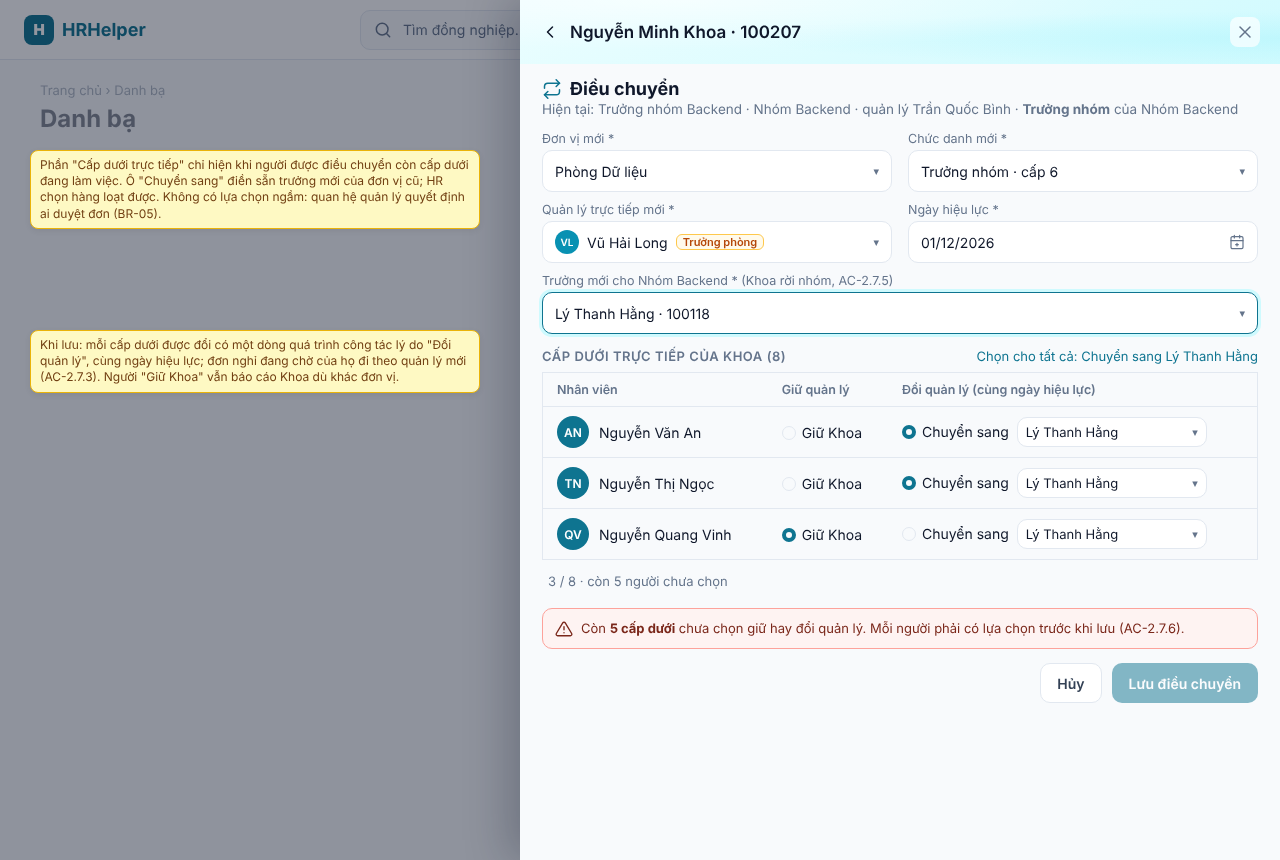 H HRHelper
Tìm đồng nghiệp.
Trang chủ › Danh bạ
Danh bạ
Phần "Cấp dưới trực tiếp" chỉ hiện khi người được điều chuyển còn cấp dưới
đang làm việc. Ô "Chuyển sang" điền sẵn trưởng mới của đơn vị cũ; HR
chọn hàng loạt được. Không có lựa chọn ngầm: quan hệ quản lý quyết định
ai duyệt đơn (BR-05).
Khi lưu: mỗi cấp dưới được đổi có một dòng quá trình công tác lý do "Đổi
quản lý", cùng ngày hiệu lực; đơn nghỉ đang chờ của họ đi theo quản lý mới
(AC-2.7.3). Người "Giữ Khoa" vẫn báo cáo Khoa dù khác đơn vị.
Nguyễn Minh Khoa · 100207
Điều chuyển
Hiện tại: Trưởng nhóm Backend · Nhóm Backend · quản lý Trần Quốc Bình · Trưởng nhóm của Nhóm Backend
Đơn vị mới * Chức danh mới *
Phòng Dữ liệu ▾ Trưởng nhóm · cấp 6 ▾
Quản lý trực tiếp mới * Ngày hiệu lực *
VL Vũ Hải Long Trưởng phòng ▾ 01/12/2026
Trưởng mới cho Nhóm Backend * (Khoa rời nhóm, AC-2.7.5)
Lý Thanh Hằng · 100118 ▾
CẤP DƯỚI TRỰC TIẾP CỦA KHOA (8) Chọn cho tất cả: Chuyển sang Lý Thanh Hằng
Nhân viên Giữ quản lý Đổi quản lý (cùng ngày hiệu lực)
AN Nguyễn Văn An Giữ Khoa Chuyển sang Lý Thanh Hằng ▾
TN Nguyễn Thị Ngọc Giữ Khoa Chuyển sang Lý Thanh Hằng ▾
QV Nguyễn Quang Vinh Giữ Khoa Chuyển sang Lý Thanh Hằng ▾
3 / 8 · còn 5 người chưa chọn
Còn 5 cấp dưới chưa chọn giữ hay đổi quản lý. Mỗi người phải có lựa chọn trước khi lưu (AC-2.7.6).
Hủy Lưu điều chuyển